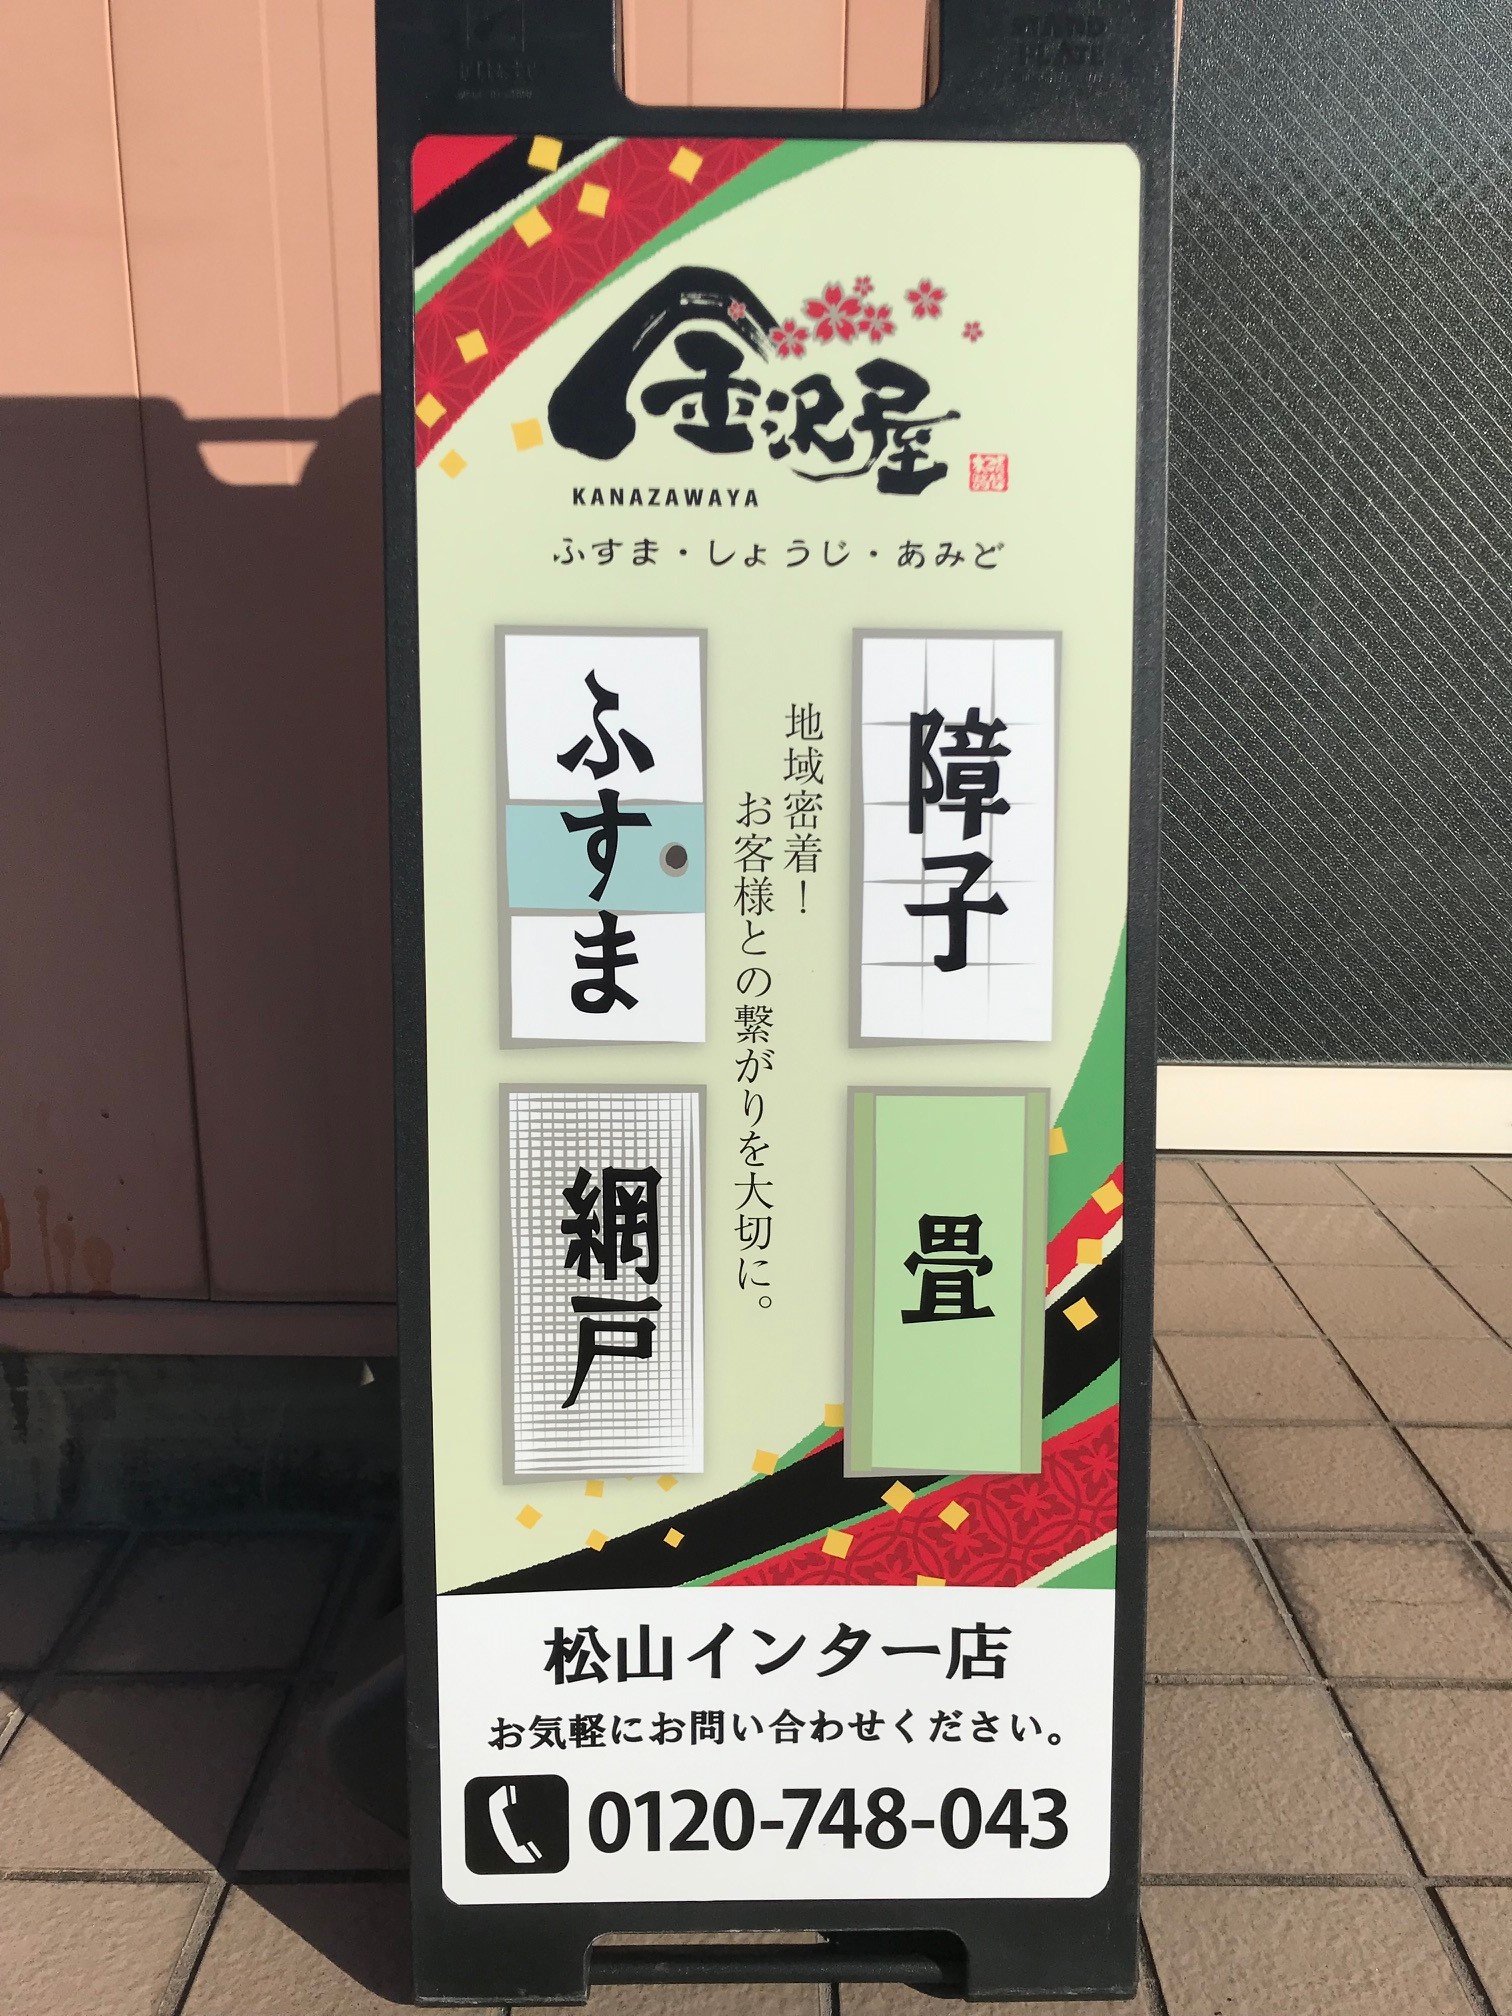 金沢屋
KANAZAWAYA
ふすま・しょうじ・あみど
障子
ふすま
地域密着！
お客様との繋がりを大切に。
畳
網戸
松山インター店
お気軽にお問い合わせください。
0120-748-043